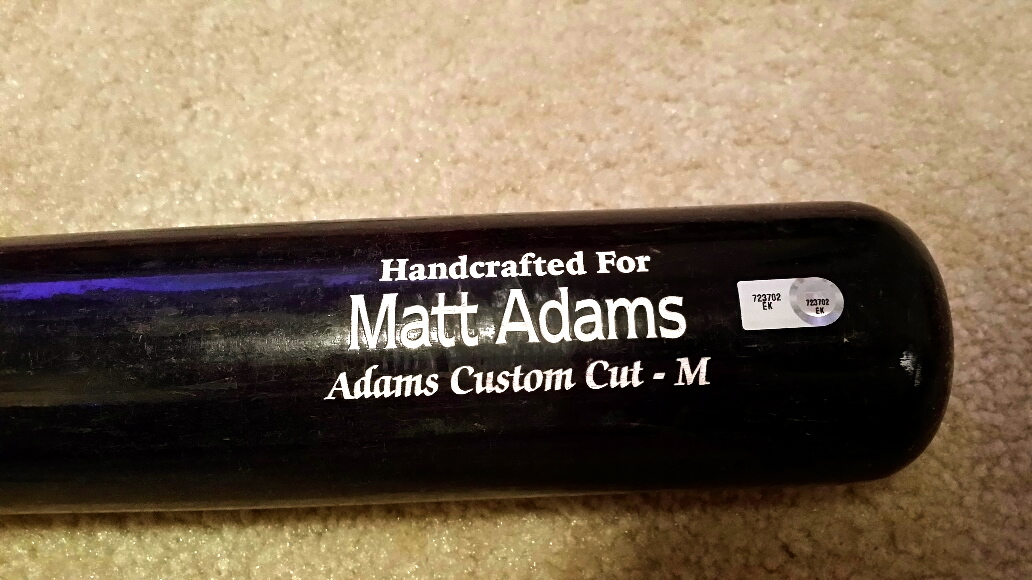 Handcrafted For
Matt Adams
Adams Custom Cut - M
723702
EK
723702
EK